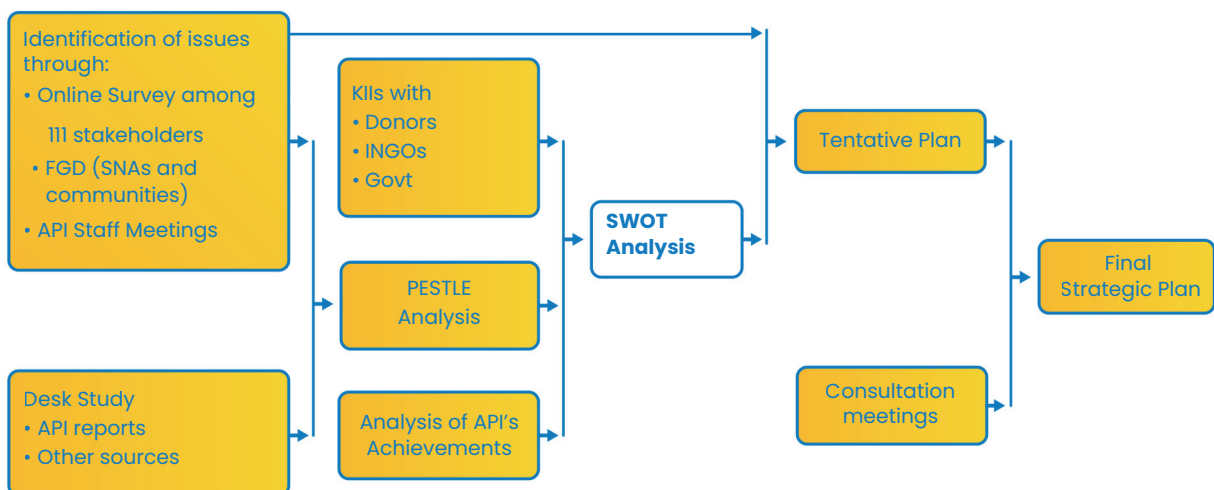 Identification of issues
through:
• Online Survey among
111 stakeholders
• FGD (SNAs and
communities)
• API Staff Meetings
Desk Study
• API reports
• Other sources
KIIs with
• Donors
• INGOs
• Govt
PESTLE
Analysis
Analysis of API's
Achievements
SWOT
Analysis
Tentative Plan
Consultation
meetings
Final
Strategic Plan